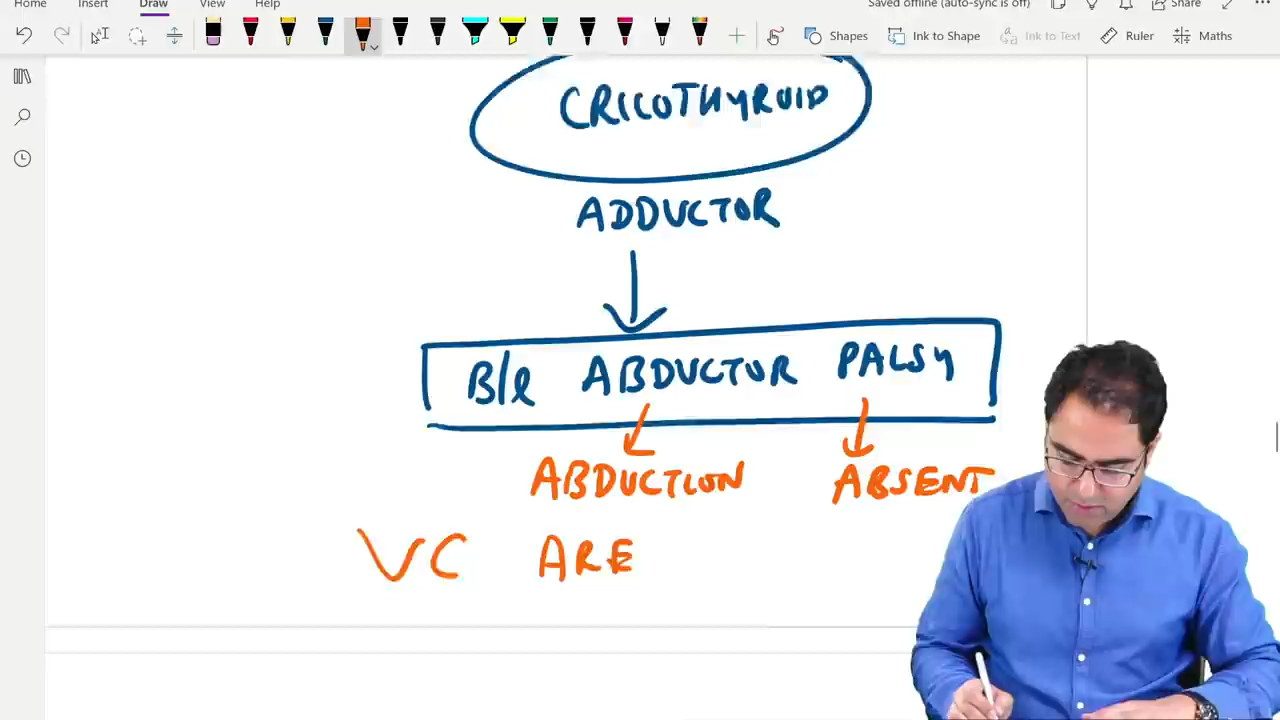 Home Insert Draw View Help Saved offline (auto-sync is off) Share
Shapes Ink to Shape Ink to Text Ruler Maths
CRICOTHYROID
ADDUCTOR
B/L ABDUCTOR PALSY
ABDUCTION ABSENT
VC ARE